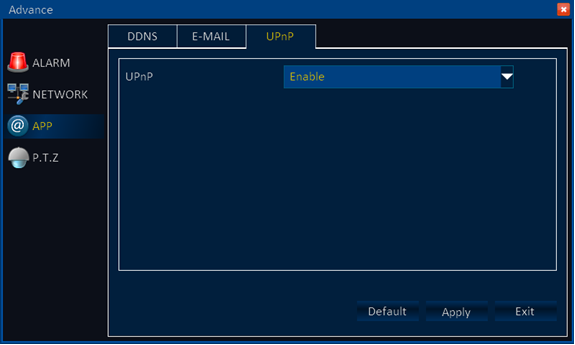 Advance
DDNS E-MAIL UPnP
ALARM
NETWORK
APP
P.T.Z
UPnP Enable
Default Apply Exit